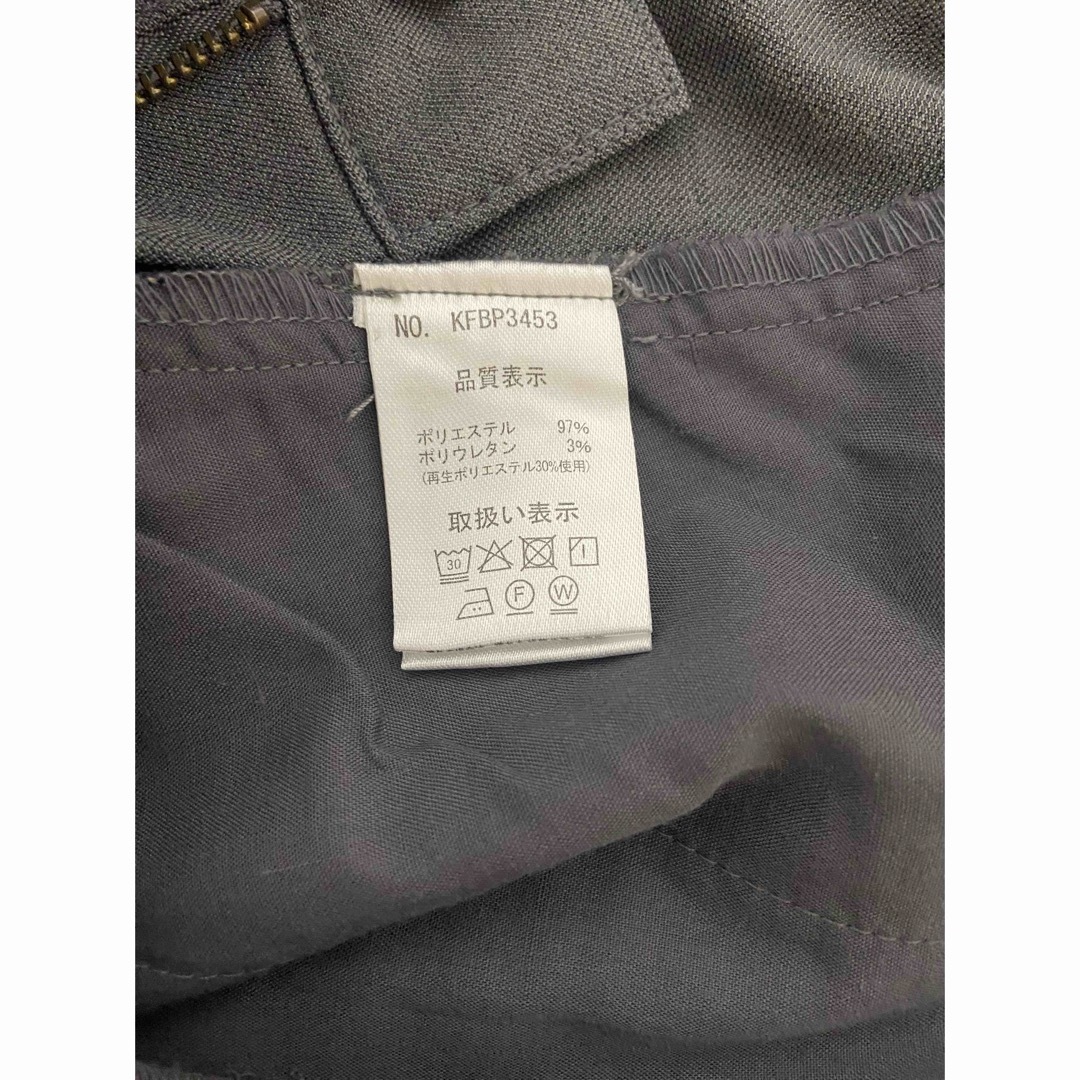 NO. KFBP3453
品質表示
ポリエステル 97%
ポリウレタン 3%
(再生ポリエステル30%使用)
取扱い表示
30
F W